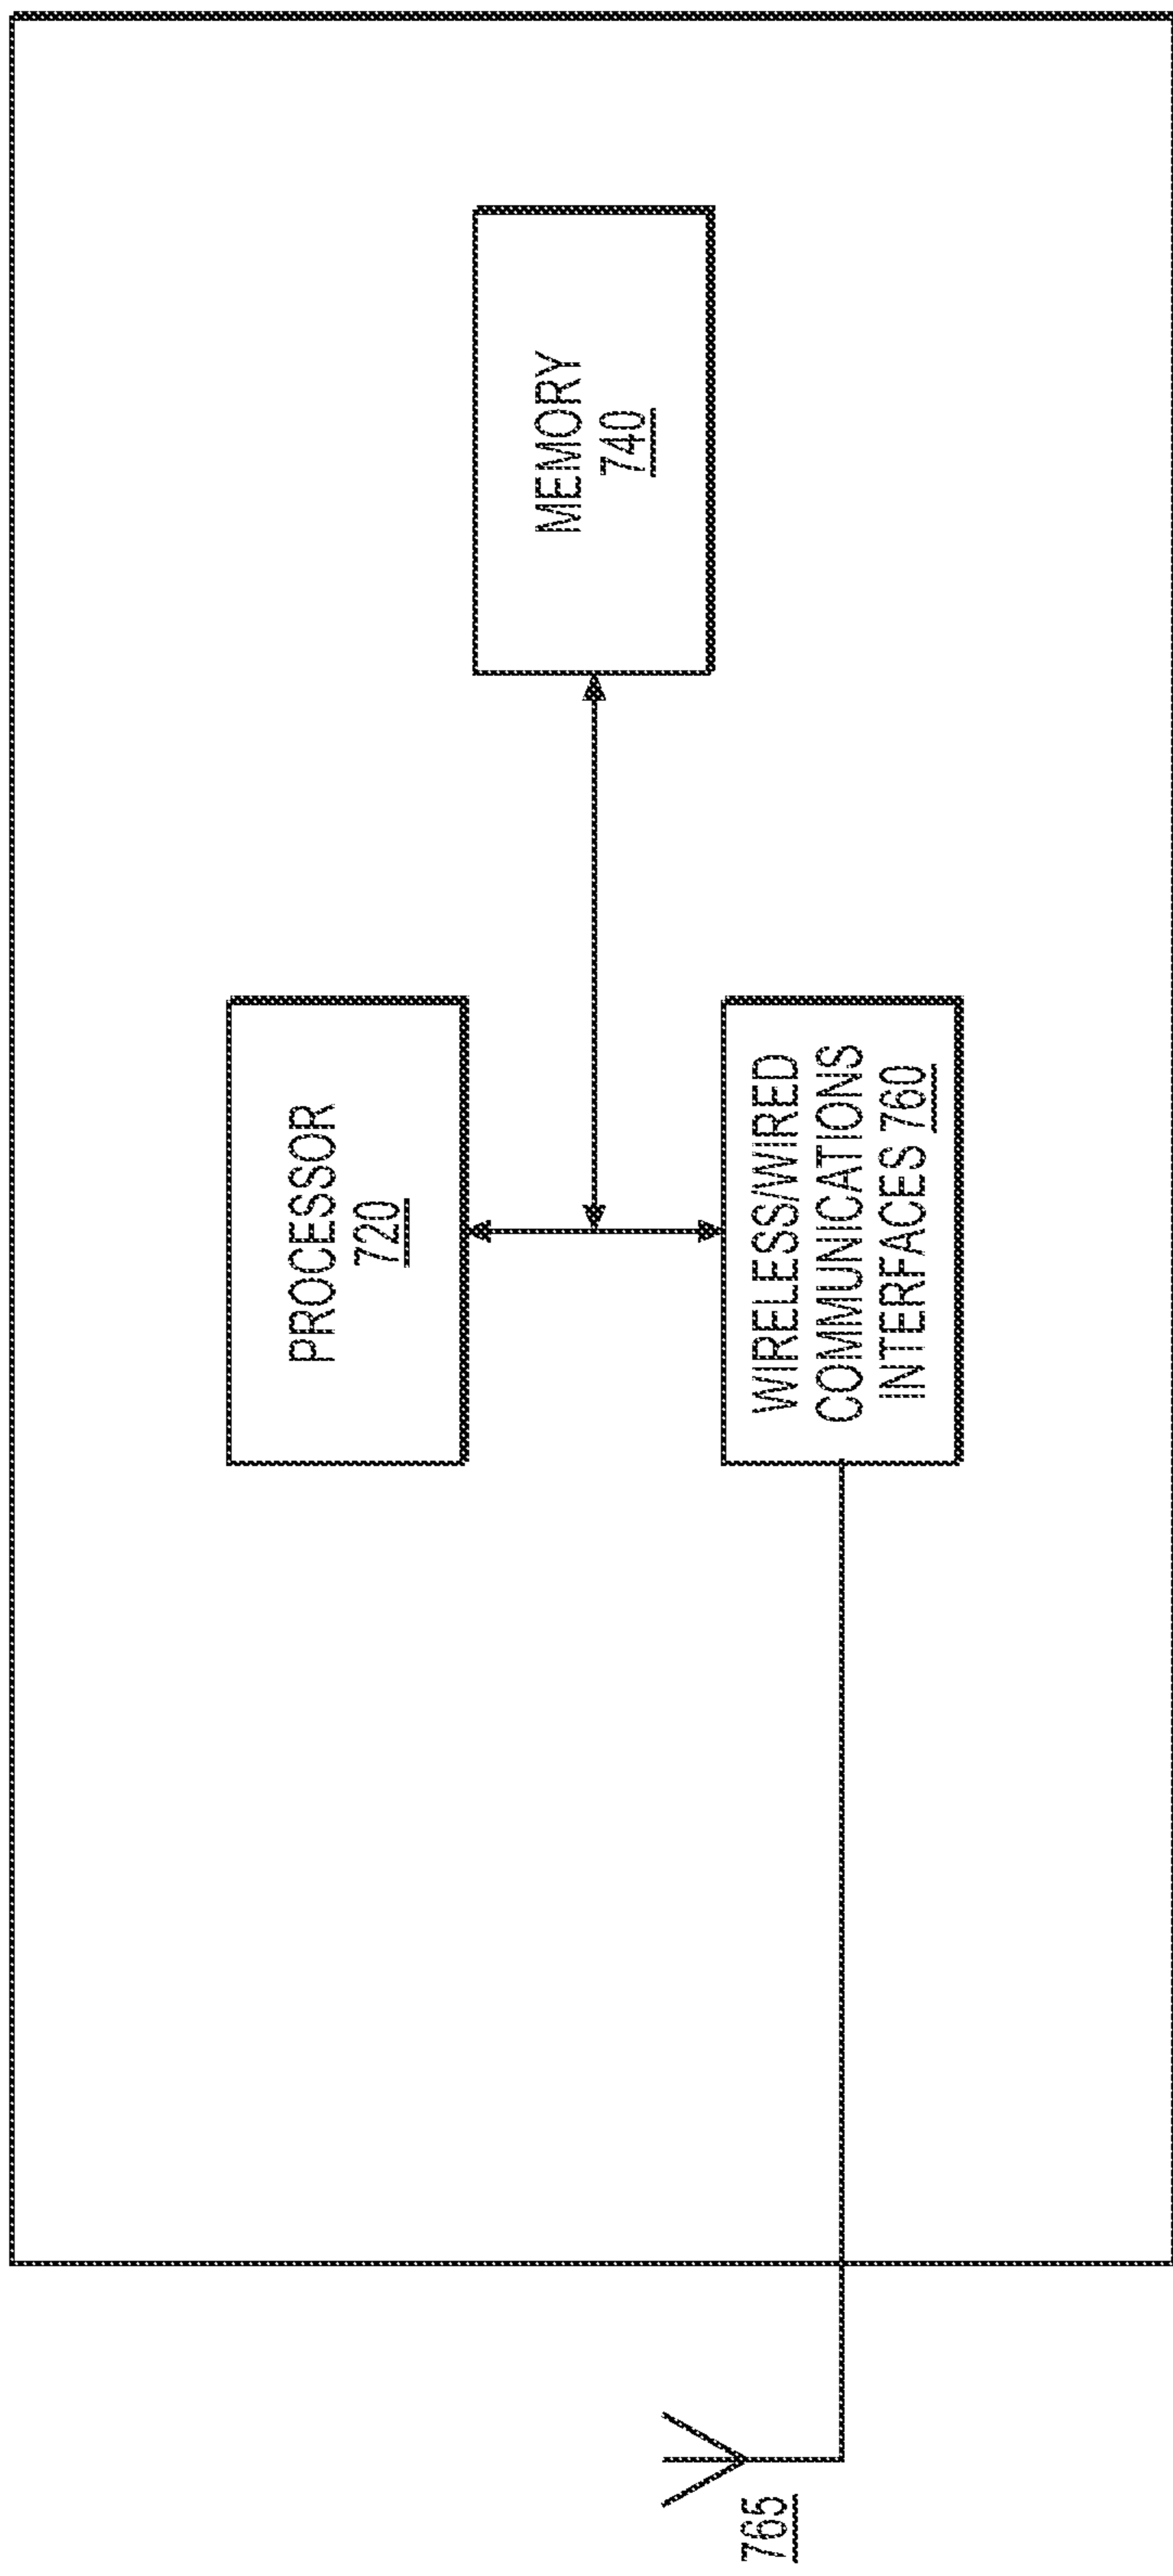 PROCESSOR
720
MEMORY
740
WIRELESS/WIRED
COMMUNICATIONS
INTERFACES 760
765